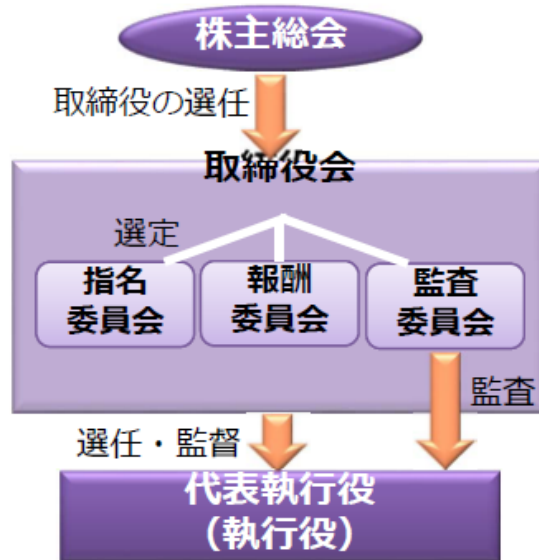 株主総会
取締役の選任
取締役会
選定
指名
委員会
報酬
委員会
監査
委員会
監査
選任・監督
代表執行役
（執行役）